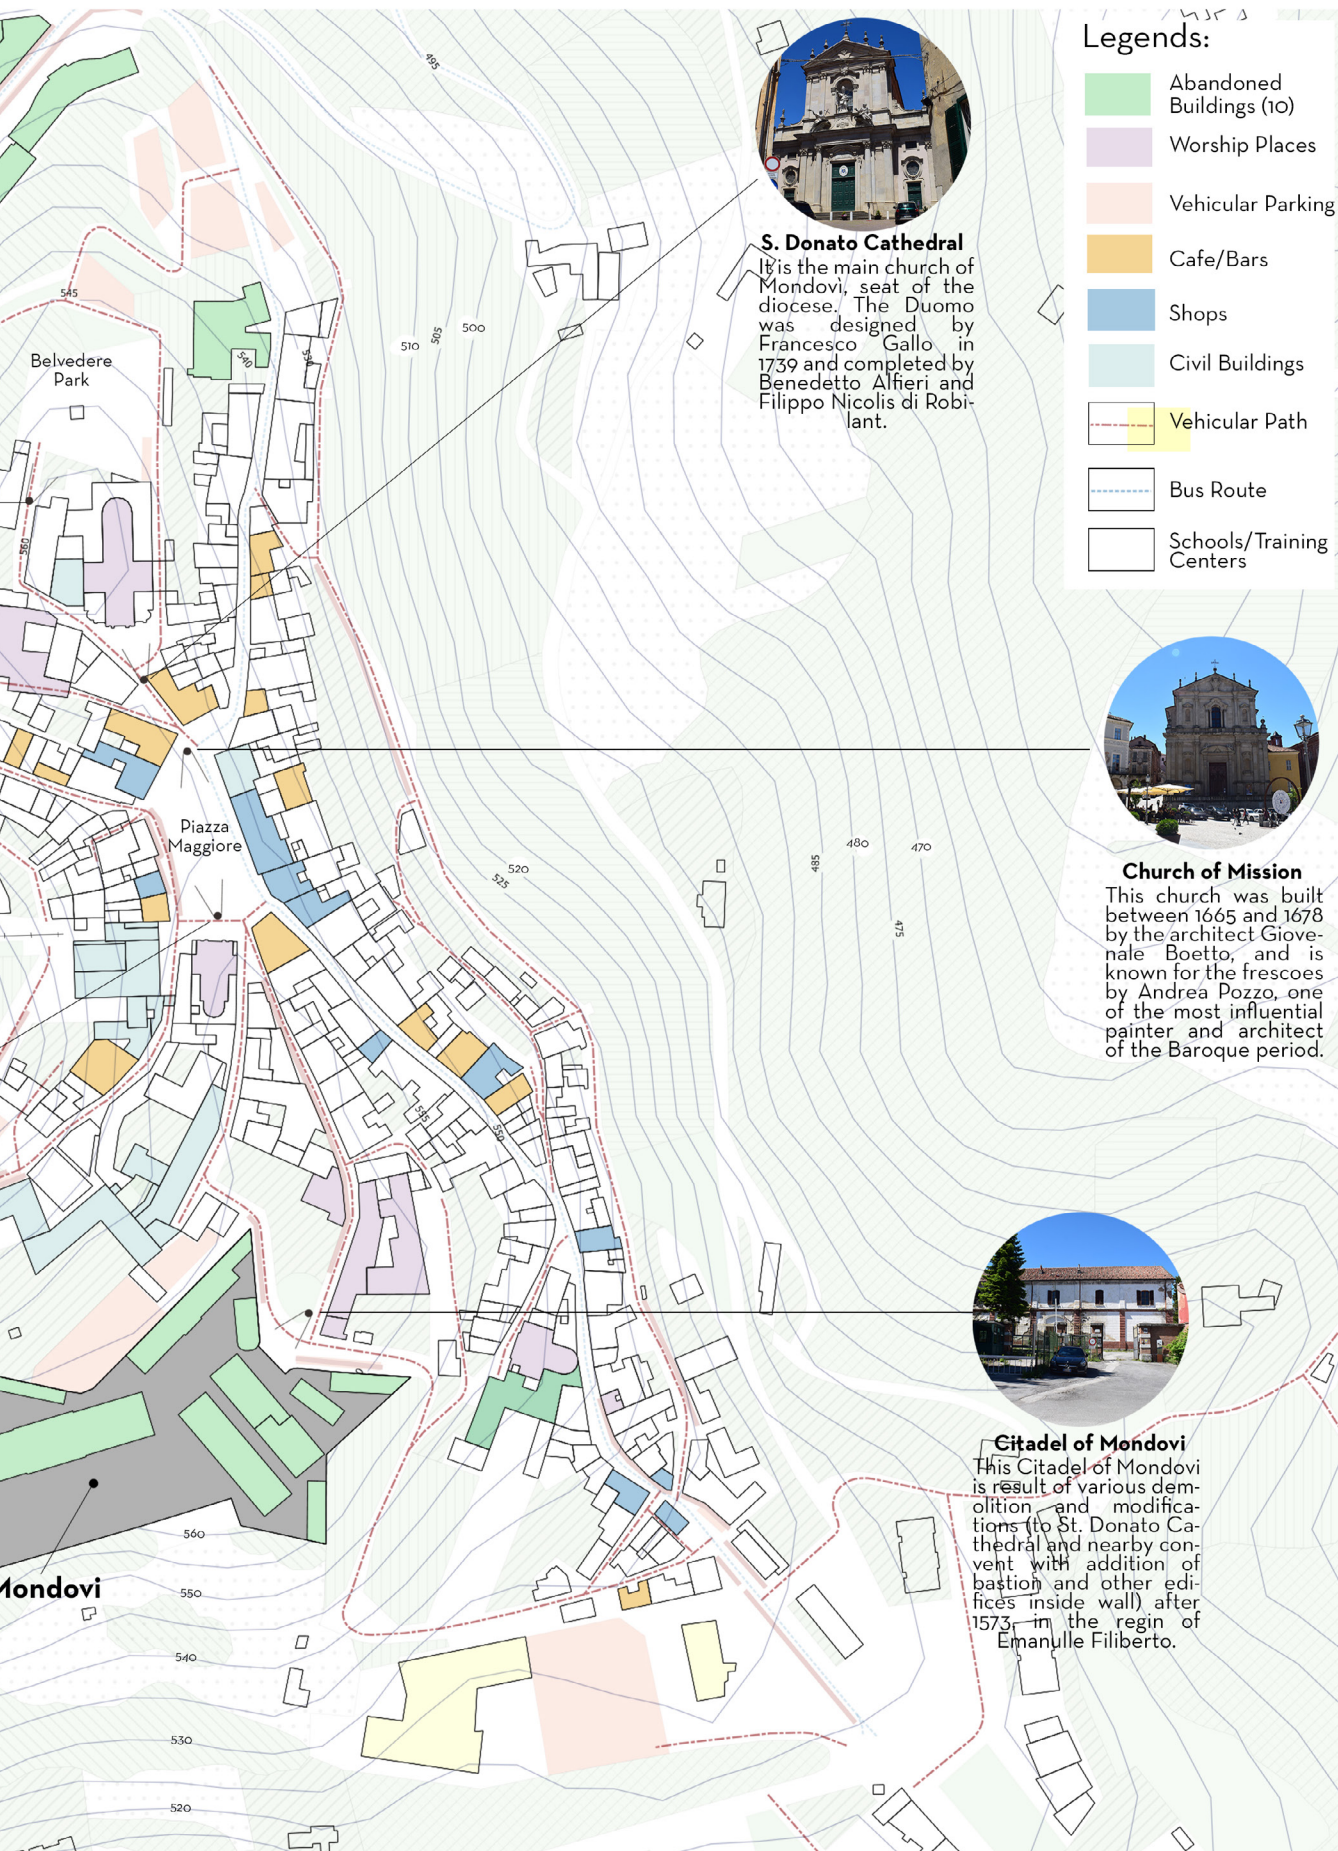 Legends:
Abandoned
Buildings (10)
Worship Places
Vehicular Parking
Cafe/Bars
Shops
Civil Buildings
Vehicular Path
Bus Route
Schools/Training
Centers
S. Donato Cathedral
It is the main church of
Mondovì, seat of the
diocese. The Duomo
was designed by
Francesco Gallo in
1739 and completed by
Benedetto Alfieri and
Filippo Nicolis di Robi-
lant.
Church of Mission
This church was built
between 1665 and 1678
by the architect Giove-
nale Boetto, and is
known for the frescoes
by Andrea Pozzo, one
of the most influential
painter and architect
of the Baroque period.
Citadel of Mondovi
This Citadel of Mondovi
is result of various dem-
olition and modifica-
tions (to St. Donato Ca-
thedral and nearby con-
vent with addition of
bastion and other edi-
fices inside wall) after
1573, in the regin of
Emanulle Filiberto.
Belvedere
Park
Piazza
Maggiore
Mondovi
495
545
540
530
510
505
500
560
520
525
485
480
470
475
545
550
560
550
540
530
520